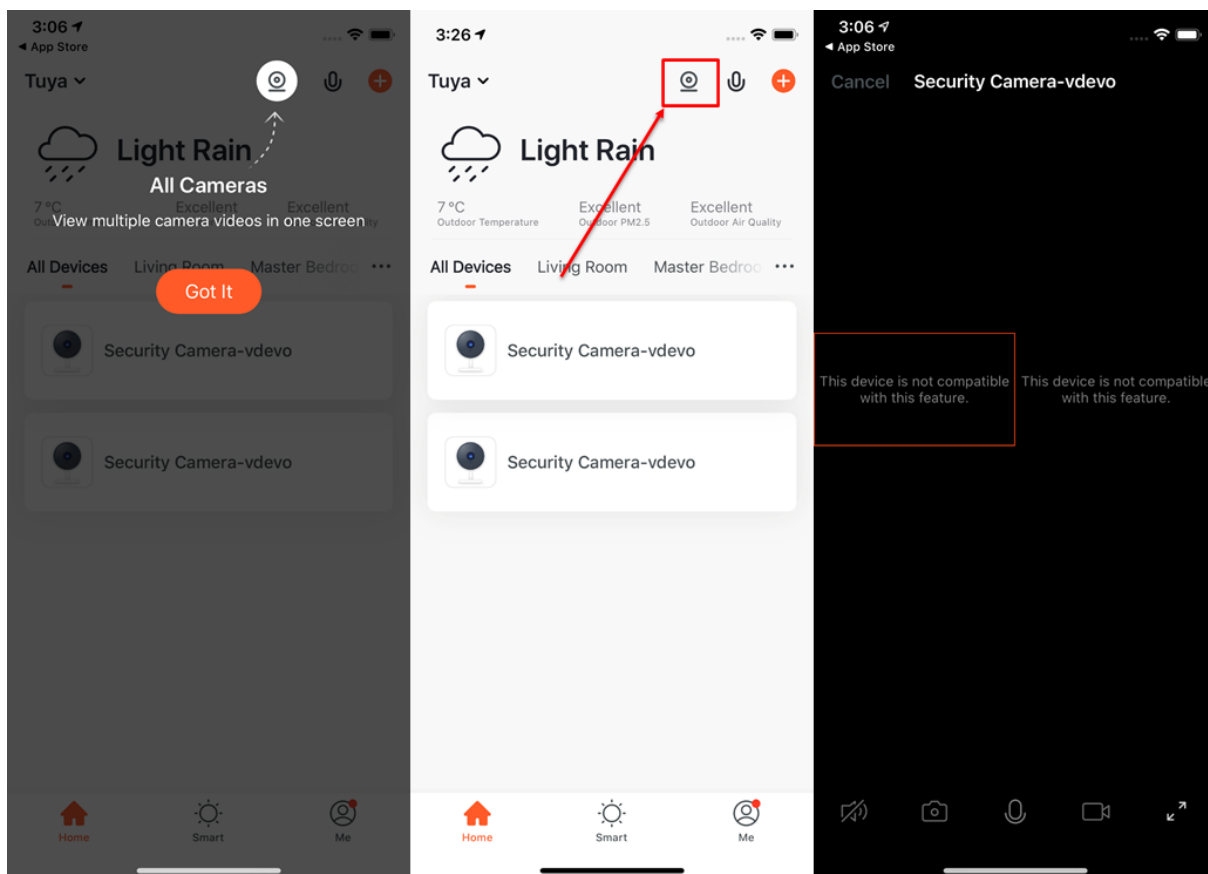 3:06
◀ App Store
Tuya
All Cameras
View multiple camera videos in one screen
Light Rain
7 °C
Excellent
Excellent
All Devices Living Room Master Bedroo
Got It
Security Camera-vdevo
Security Camera-vdevo
Home Smart Me
3:26
Tuya
Light Rain
7 °C Excellent Excellent
Outdoor Temperature Outdoor PM2.5 Outdoor Air Quality
All Devices Living Room Master Bedroo
Security Camera-vdevo
Security Camera-vdevo
Home Smart Me
3:06
◀ App Store
Cancel Security Camera-vdevo
This device is not compatible
with this feature.
This device is not compatible
with this feature.